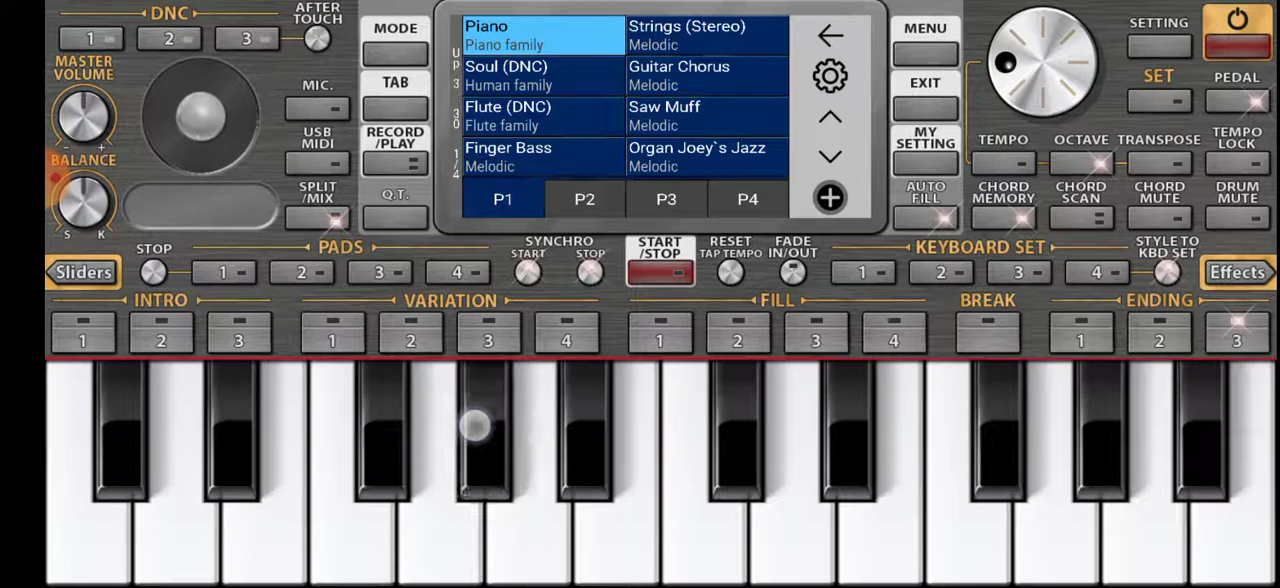 DNC
AFTER
TOUCH
1
2
3
MASTER
VOLUME
- +
BALANCE
S K
MIC.
USB
MIDI
SPLIT
/MIX
MODE
TAB
RECORD
/PLAY
Q.T.
Up 3
30
1/4
Piano
Piano family
Strings (Stereo)
Melodic
Soul (DNC)
Human family
Guitar Chorus
Melodic
Flute (DNC)
Flute family
Saw Muff
Melodic
Finger Bass
Melodic
Organ Joey`s Jazz
Melodic
P1
P2
P3
P4
MENU
EXIT
MY
SETTING
AUTO
FILL
SETTING
SET
PEDAL
TEMPO
OCTAVE
TRANSPOSE
TEMPO
LOCK
CHORD
MEMORY
CHORD
SCAN
CHORD
MUTE
DRUM
MUTE
Sliders
STOP
PADS
1
2
3
4
SYNCHRO
START
STOP
START
/STOP
RESET
TAP TEMPO
FADE
IN/OUT
KEYBOARD SET
1
2
3
4
STYLE TO
KBD SET
Effects
INTRO
1
2
3
VARIATION
1
2
3
4
FILL
1
2
3
4
BREAK
ENDING
1
2
3